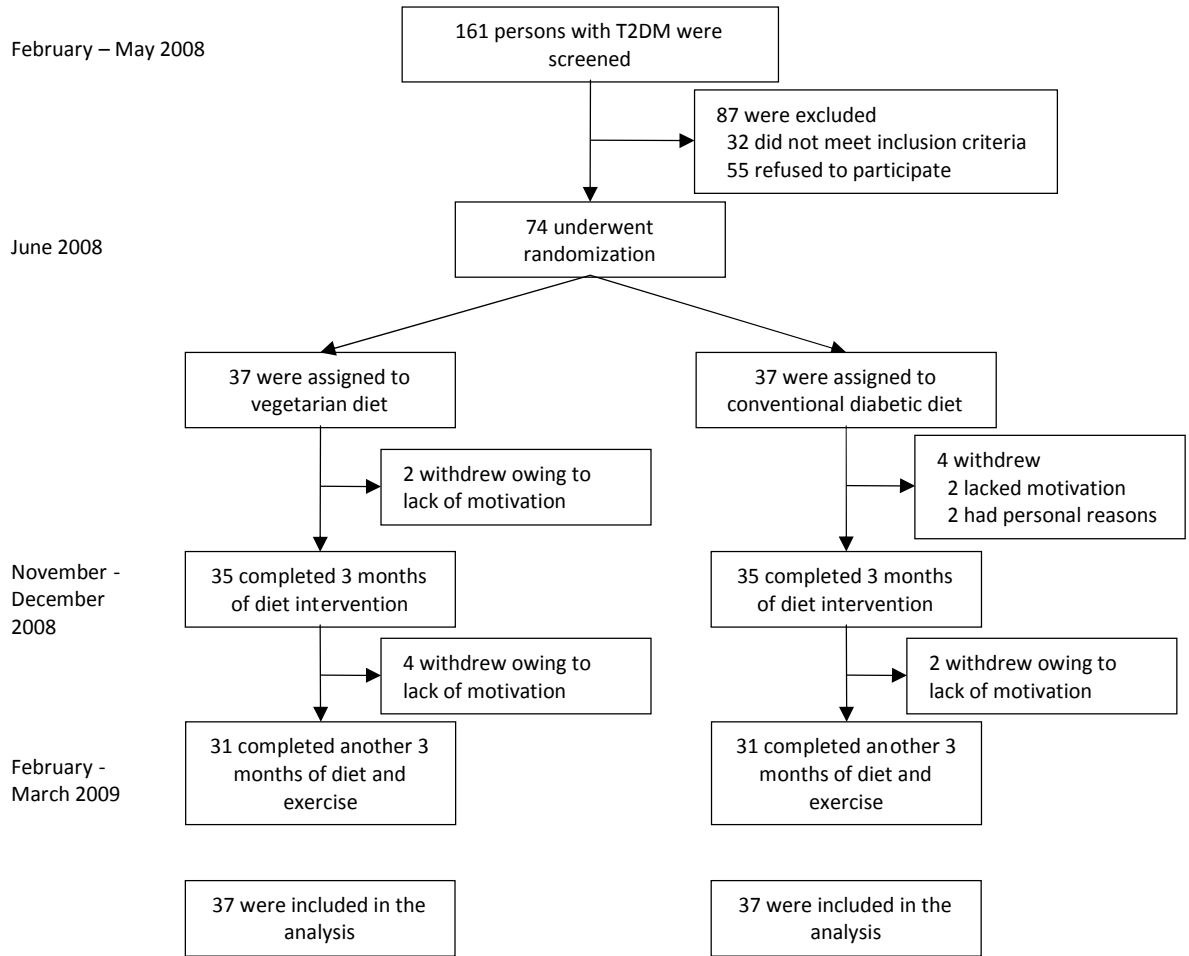 February – May 2008
161 persons with T2DM were
screened
87 were excluded
32 did not meet inclusion criteria
55 refused to participate
June 2008
74 underwent
randomization
37 were assigned to
vegetarian diet
37 were assigned to
conventional diabetic diet
2 withdrew owing to
lack of motivation
4 withdrew
2 lacked motivation
2 had personal reasons
November -
December
2008
35 completed 3 months
of diet intervention
35 completed 3 months
of diet intervention
4 withdrew owing to
lack of motivation
2 withdrew owing to
lack of motivation
February -
March 2009
31 completed another 3
months of diet and
exercise
31 completed another 3
months of diet and
exercise
37 were included in the
analysis
37 were included in the
analysis